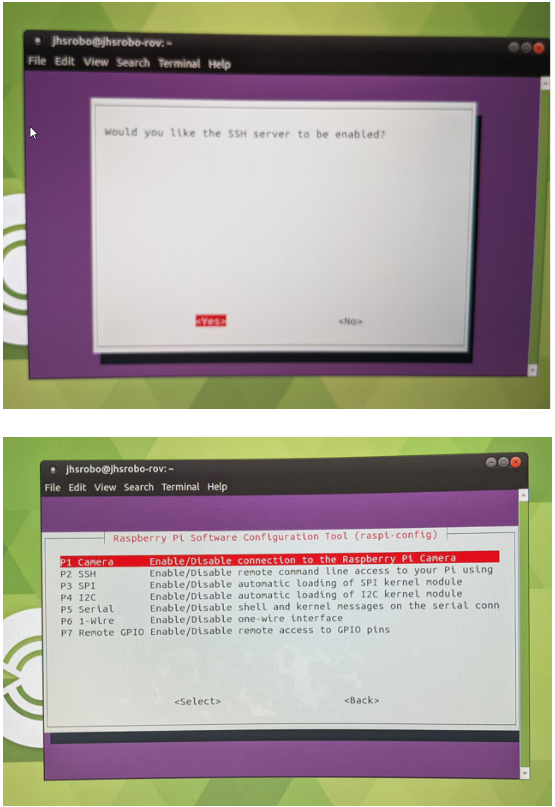 jhsrobo@jhsrobo-rov: ~
File Edit View Search Terminal Help
Would you like the SSH server to be enabled?
<Yes> <No>
jhsrobo@jhsrobo-rov: ~
File Edit View Search Terminal Help
Raspberry Pi Software Configuration Tool (raspi-config)
P1 Camera Enable/Disable connection to the Raspberry Pi Camera
P2 SSH Enable/Disable remote command line access to your Pi using
P3 SPI Enable/Disable automatic loading of SPI kernel module
P4 I2C Enable/Disable automatic loading of I2C kernel module
P5 Serial Enable/Disable shell and kernel messages on the serial conn
P6 1-Wire Enable/Disable one-wire interface
P7 Remote GPIO Enable/Disable remote access to GPIO pins
<Select> <Back>